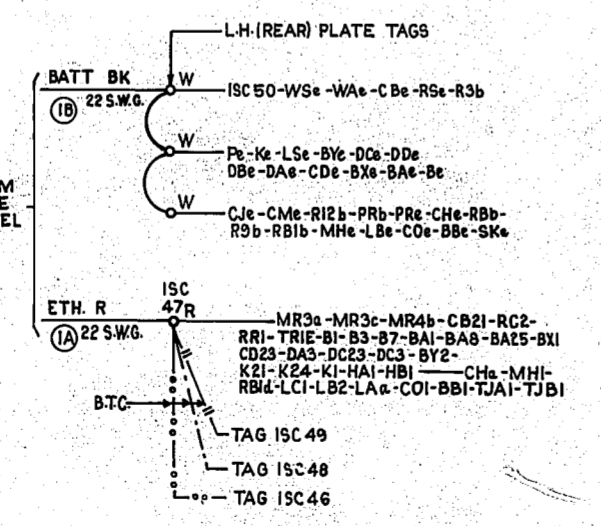 L.H.(REAR) PLATE TAGS
BATT BK
W
1B
22 S.W.G.
ISC 50-WSe-WAe-CBe-RSe-R3b
W
Pe-Ke-LSe-BYe-DCe-DDe
DBe-DAe-CDe-BXe-BAe-Be
M
E
EL
W
CJe-CMe-R12b-PRb-PRe-CHe-RBb-
R9b-RB1b-MHe-LBe-COe-BBe-SKe
ISC
47 R
ETH. R
1A
22 S.W.G.
MR3a-MR3c-MR4b-CB21-RC2-
RR1-TR1E-B1-B3-B7-BA1-BA8-BA25-BX1
CD23-DA3-DC23-DC3-BY2-
K21-K24-K1-HA1-HB1 — CHa-MH1-
RB1d-LC1-LB2-LAa-CO1-BB1-TJA1-TJB1
B.T.C.
TAG ISC 49
TAG ISC 48
TAG ISC 46